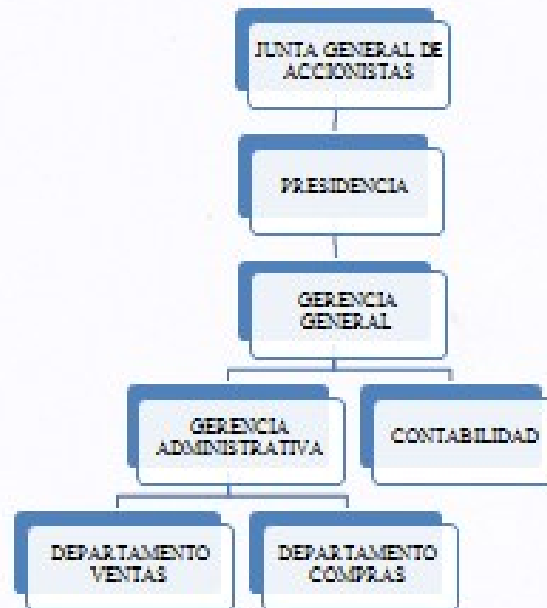 JUNTA GENERAL DE
ACCIONISTAS
PRESIDENCIA
GERENCIA
GENERAL
GERENCIA
ADMINISTRATIVA
CONTABILIDAD
DEPARTAMENTO
VENTAS
DEPARTAMENTO
COMPRAS